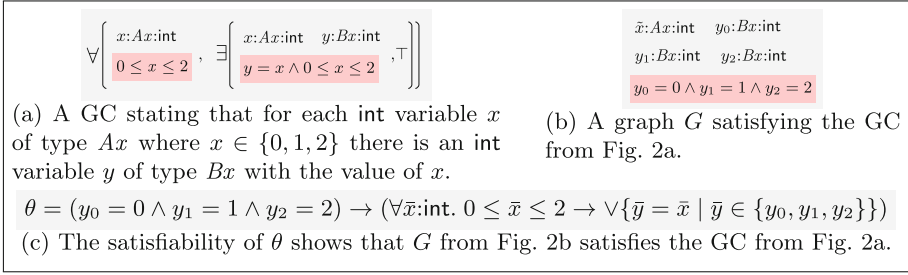 ∀( x:Ax:int 0 ≤ x ≤ 2 , ∃( x:Ax:int y:Bx:int y = x ∧ 0 ≤ x ≤ 2 ,⊤))
(a) A GC stating that for each int variable x
of type Ax where x ∈ {0, 1, 2} there is an int
variable y of type Bx with the value of x.
x̃:Ax:int y₀:Bx:int
y₁:Bx:int y₂:Bx:int
y₀ = 0 ∧ y₁ = 1 ∧ y₂ = 2
(b) A graph G satisfying the GC
from Fig. 2a.
θ = (y₀ = 0 ∧ y₁ = 1 ∧ y₂ = 2) → (∀x̄:int. 0 ≤ x̄ ≤ 2 → ∨{ȳ = x̄ | ȳ ∈ {y₀, y₁, y₂}})
(c) The satisfiability of θ shows that G from Fig. 2b satisfies the GC from Fig. 2a.